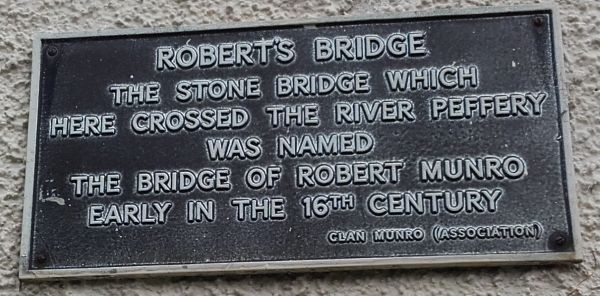 ROBERT'S BRIDGE
THE STONE BRIDGE WHICH
HERE CROSSED THE RIVER PEFFERY
WAS NAMED
THE BRIDGE OF ROBERT MUNRO
EARLY IN THE 16TH CENTURY
CLAN MUNRO (ASSOCIATION)